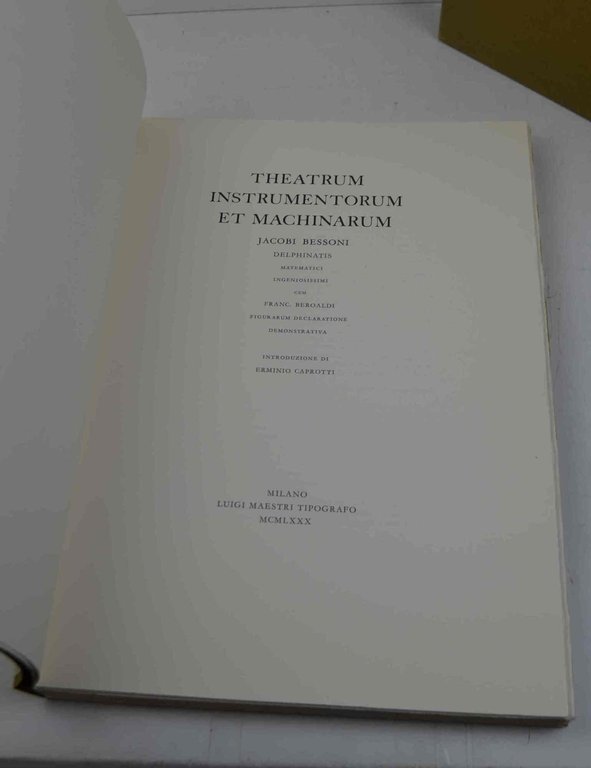 THEATRUM
INSTRUMENTORUM
ET MACHINARUM
JACOBI BESSONI
DELPHINATIS
MATEMATICI
INGENIOSISSIMI
CUM
FRANC. BEROALDI
FIGURARUM DECLARATIONE
DEMONSTRATIVA
INTRODUZIONE DI
ERMINIO CAPROTTI
MILANO
LUIGI MAESTRI TIPOGRAFO
MCMLXXX